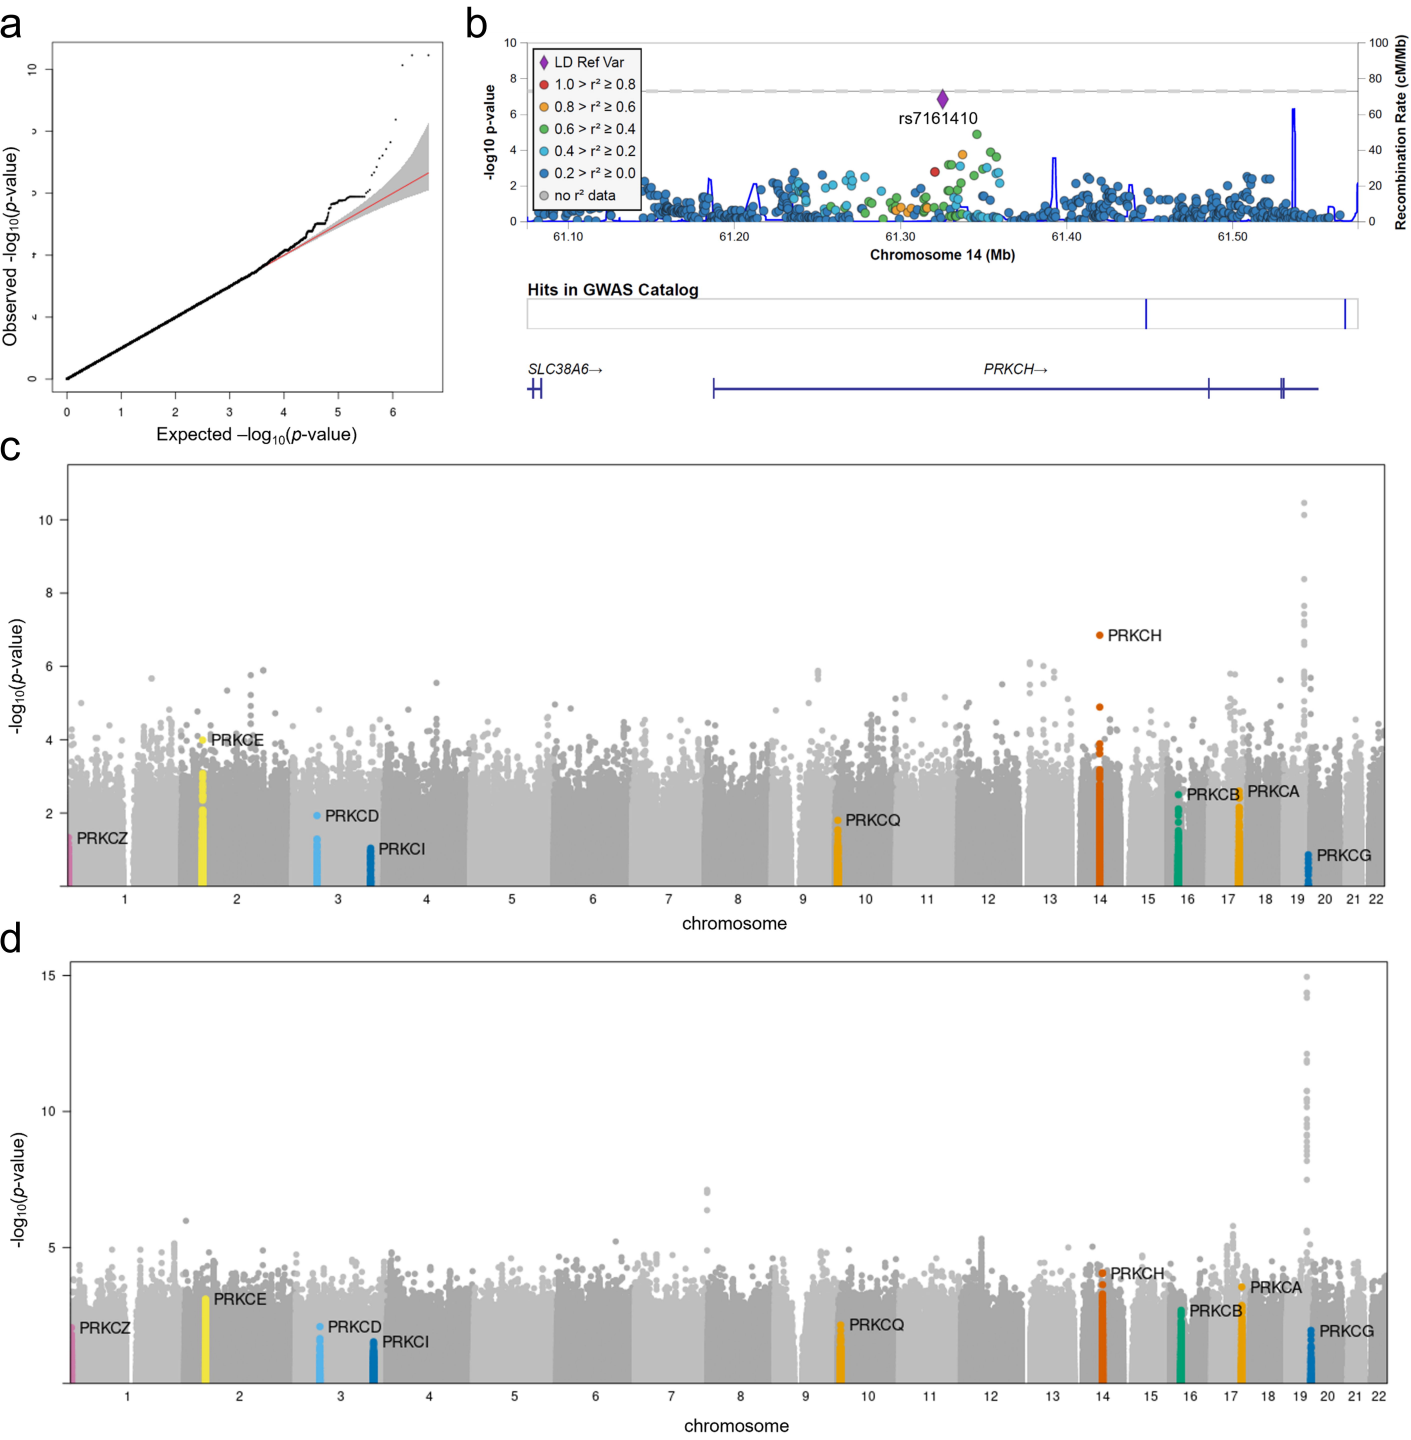 a
10
8
6
4
2
0
0 1 2 3 4 5 6
Observed -log10(p-value)
Expected –log10(p-value)
b
10
8
6
4
2
0
-log10 p-value
LD Ref Var
1.0 > r² ≥ 0.8
0.8 > r² ≥ 0.6
0.6 > r² ≥ 0.4
0.4 > r² ≥ 0.2
0.2 > r² ≥ 0.0
no r² data
rs7161410
100
80
60
40
20
0
Recombination Rate (cM/Mb)
61.10 61.20 61.30 61.40 61.50
Chromosome 14 (Mb)
Hits in GWAS Catalog
SLC38A6→
PRKCH→
c
10
8
6
4
2
-log10(p-value)
PRKCZ
PRKCE
PRKCD
PRKCI
PRKCQ
PRKCH
PRKCB
PRKCA
PRKCG
1 2 3 4 5 6 7 8 9 10 11 12 13 14 15 16 17 18 19 20 21 22
chromosome
d
15
10
5
-log10(p-value)
PRKCZ
PRKCE
PRKCD
PRKCI
PRKCQ
PRKCH
PRKCB
PRKCA
PRKCG
1 2 3 4 5 6 7 8 9 10 11 12 13 14 15 16 17 18 19 20 21 22
chromosome